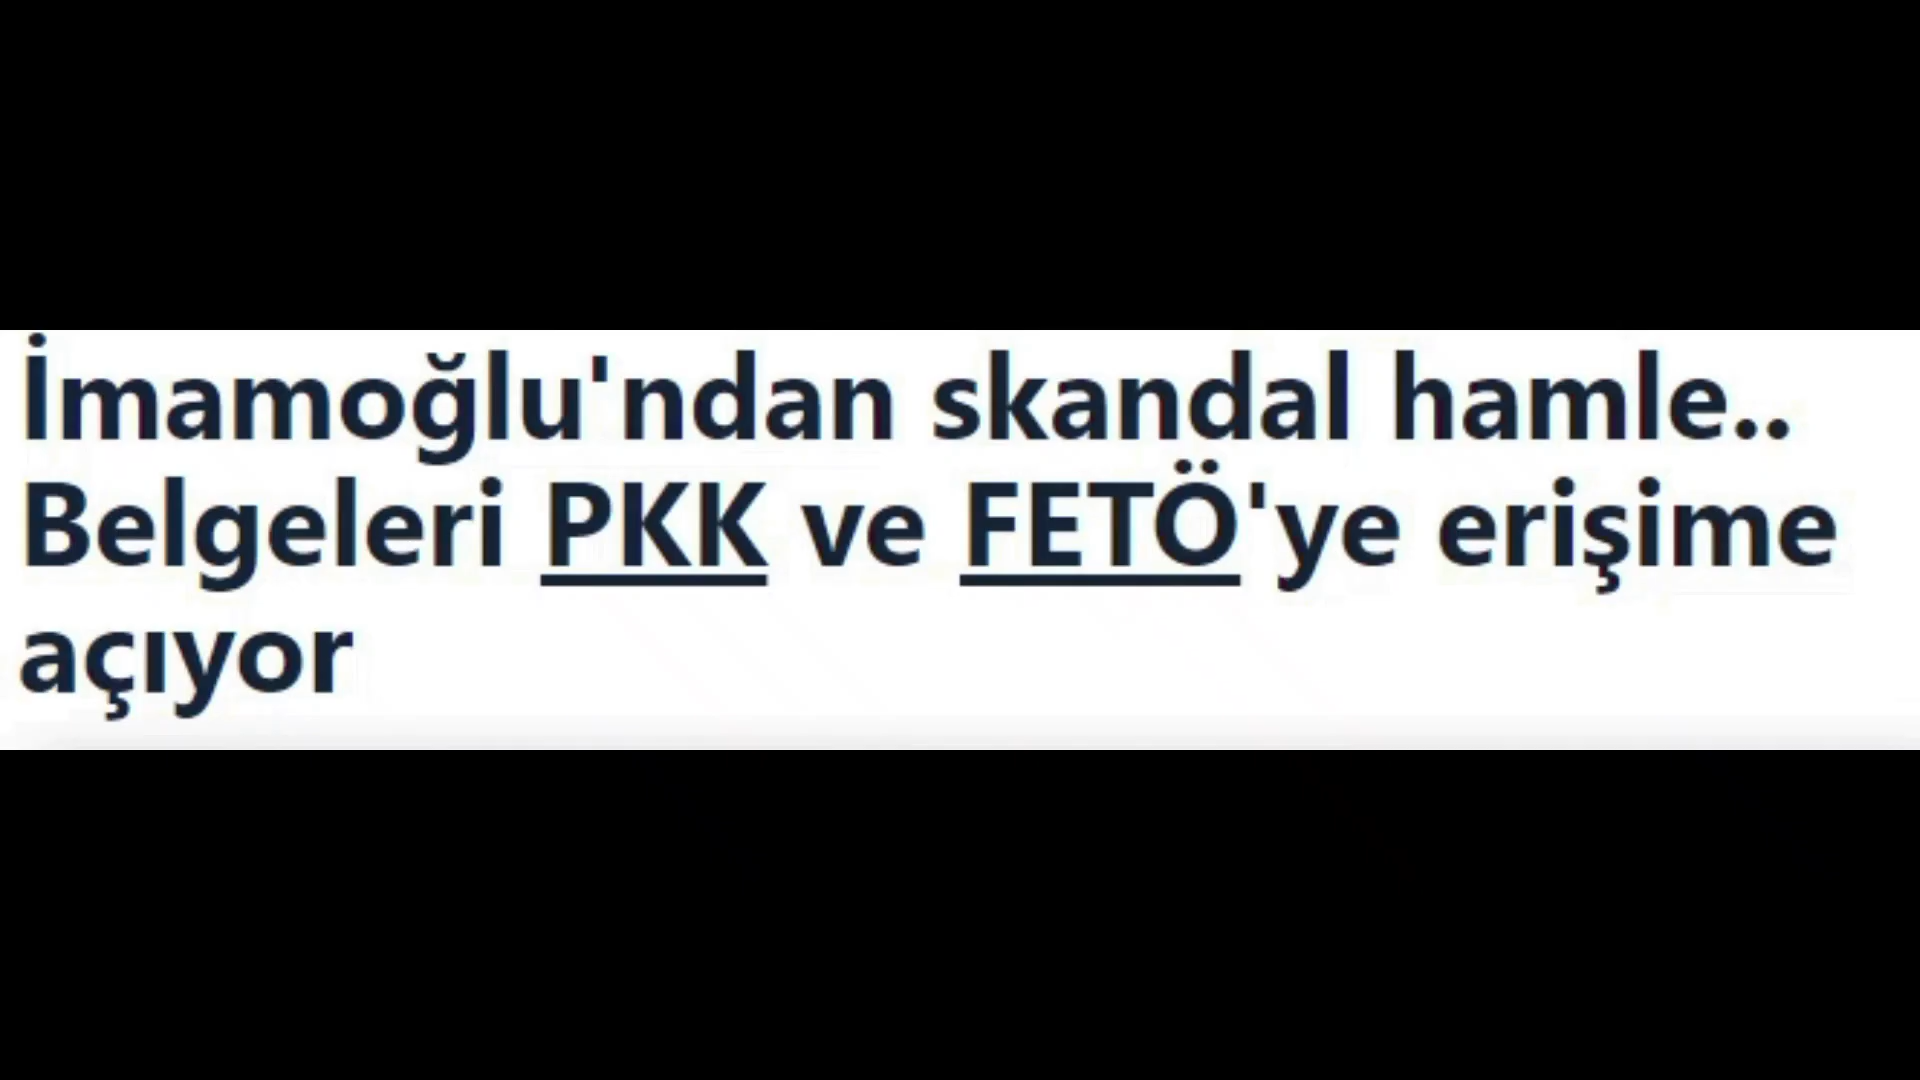 İmamoğlu'ndan skandal hamle..
Belgeleri PKK ve FETÖ'ye erişime
açıyor